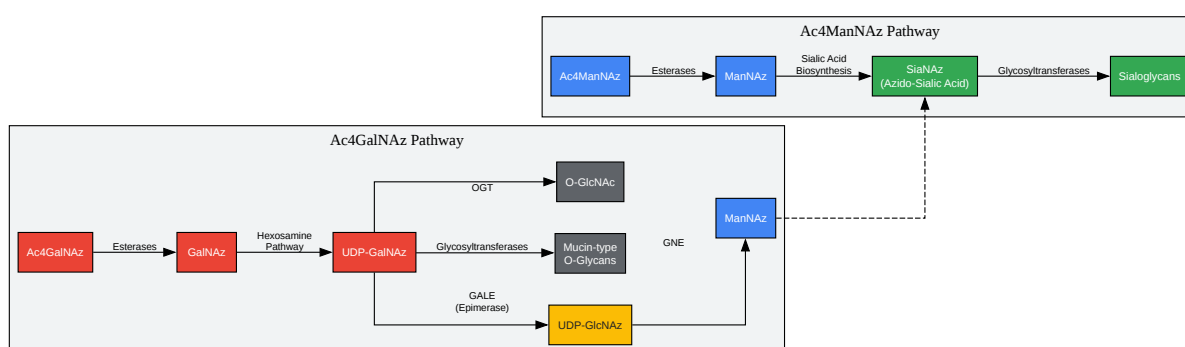 Ac4ManNAz Pathway
Ac4ManNAz
Esterases
ManNAz
Sialic Acid
Biosynthesis
SiaNAz
(Azido-Sialic Acid)
Glycosyltransferases
Sialoglycans
Ac4GalNAz Pathway
Ac4GalNAz
Esterases
GalNAz
Hexosamine
Pathway
UDP-GalNAz
OGT
O-GlcNAc
Glycosyltransferases
Mucin-type
O-Glycans
GALE
(Epimerase)
UDP-GlcNAz
GNE
ManNAz